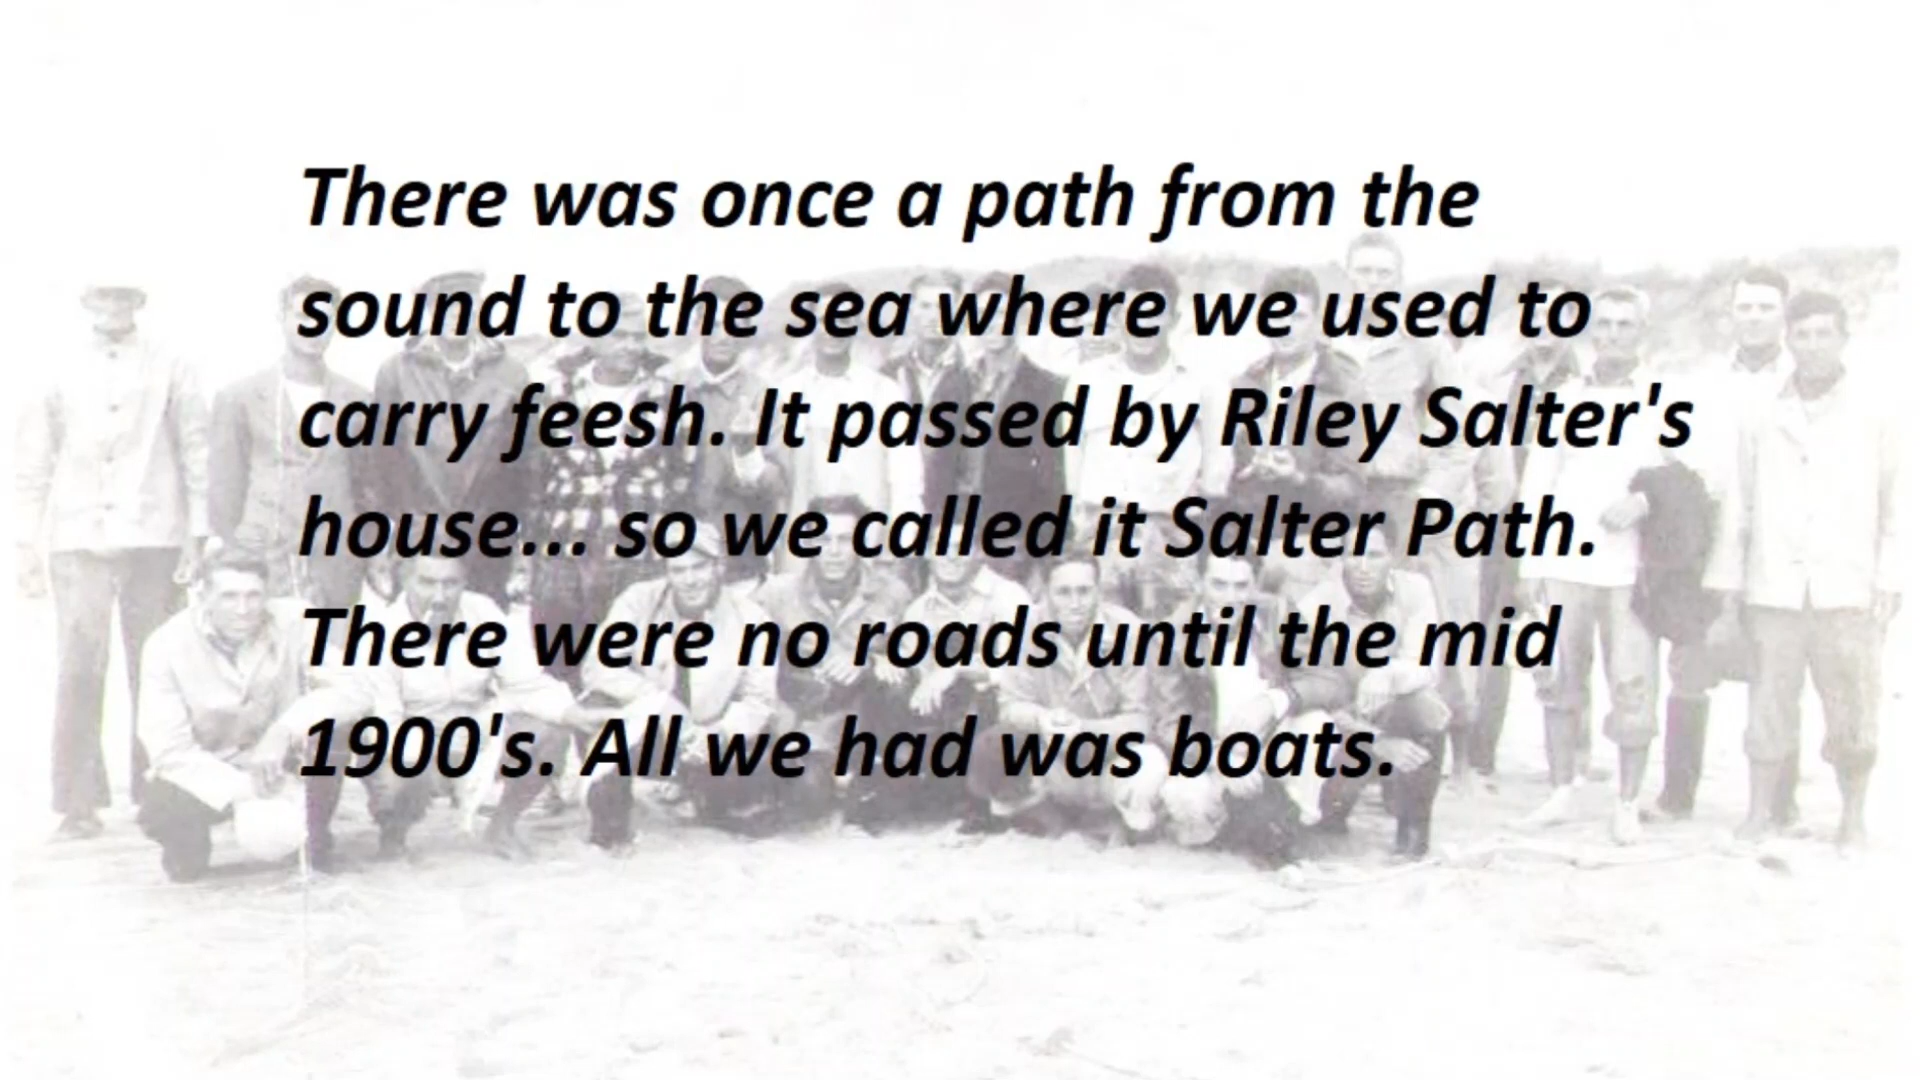 There was once a path from the
sound to the sea where we used to
carry feesh. It passed by Riley Salter's
house... so we called it Salter Path.
There were no roads until the mid
1900's. All we had was boats.